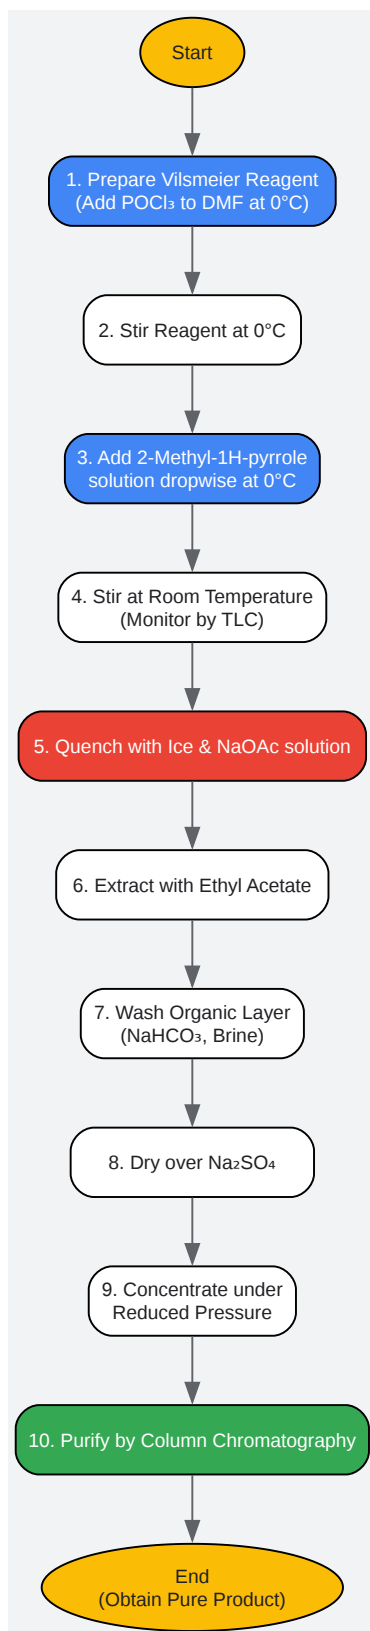 Start
1. Prepare Vilsmeier Reagent
(Add POCl₃ to DMF at 0°C)
2. Stir Reagent at 0°C
3. Add 2-Methyl-1H-pyrrole
solution dropwise at 0°C
4. Stir at Room Temperature
(Monitor by TLC)
5. Quench with Ice & NaOAc solution
6. Extract with Ethyl Acetate
7. Wash Organic Layer
(NaHCO₃, Brine)
8. Dry over Na₂SO₄
9. Concentrate under
Reduced Pressure
10. Purify by Column Chromatography
End
(Obtain Pure Product)